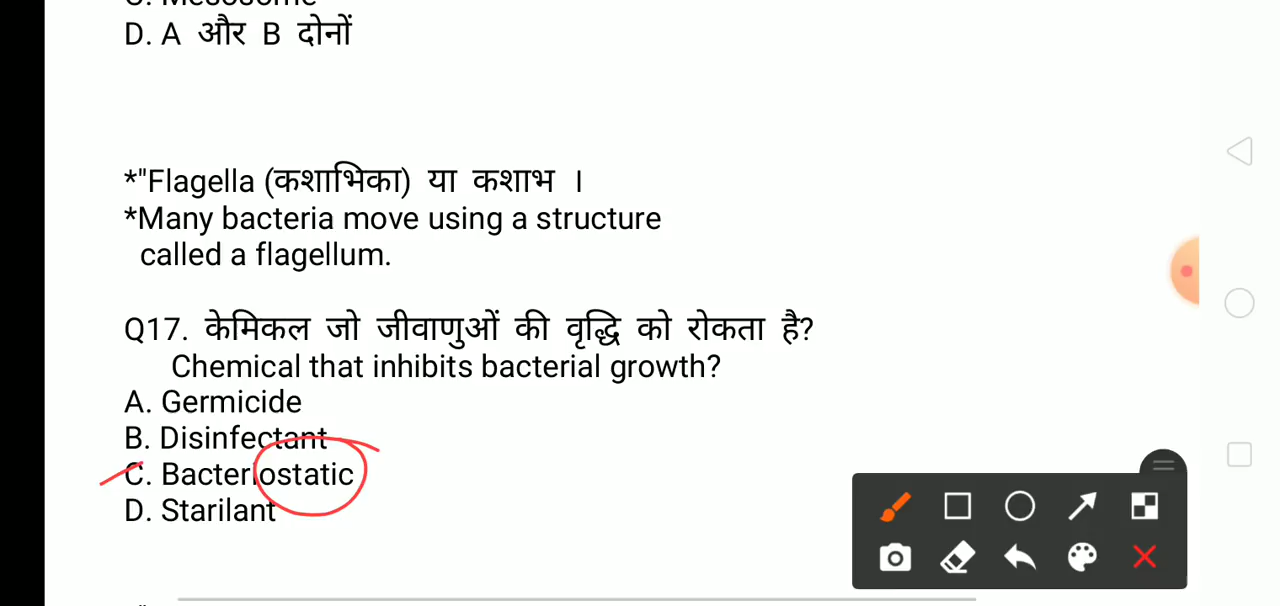 C. Mesosome
D. A और B दोनों
*"Flagella (कशाभिका) या कशाभ ।
*Many bacteria move using a structure
called a flagellum.
Q17. केमिकल जो जीवाणुओं की वृद्धि को रोकता है?
Chemical that inhibits bacterial growth?
A. Germicide
B. Disinfectant
C. Bacteriostatic
D. Starilant